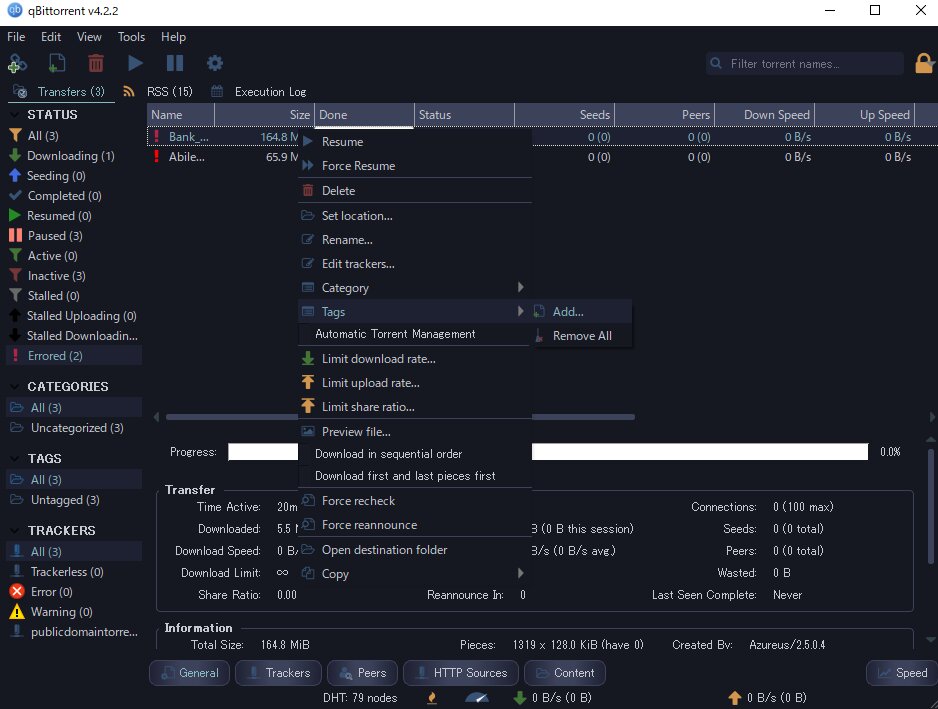 qBittorrent v4.2.2
File Edit View Tools Help
Filter torrent names...
Transfers (3) RSS (15) Execution Log
STATUS
All (3)
Downloading (1)
Seeding (0)
Completed (0)
Resumed (0)
Paused (3)
Active (0)
Inactive (3)
Stalled (0)
Stalled Uploading (0)
Stalled Downloadin...
Errored (2)
CATEGORIES
All (3)
Uncategorized (3)
TAGS
All (3)
Untagged (3)
TRACKERS
All (3)
Trackerless (0)
Error (0)
Warning (0)
publicdomaintorre...
Name Size Done Status Seeds Peers Down Speed Up Speed
Bank_... 164.8 M 0 (0) 0 (0) 0 B/s 0 B/s
Abile... 65.9 M 0 (0) 0 (0) 0 B/s 0 B/s
Resume
Force Resume
Delete
Set location...
Rename...
Edit trackers...
Category
Tags
Automatic Torrent Management
Limit download rate...
Limit upload rate...
Limit share ratio...
Preview file...
Download in sequential order
Download first and last pieces first
Force recheck
Force reannounce
Open destination folder
Copy
Add...
Remove All
Progress: 0.0%
Transfer
Time Active: 20m Connections: 0 (100 max)
Downloaded: 5.5 M B (0 B this session) Seeds: 0 (0 total)
Download Speed: 0 B/ B/s (0 B/s avg.) Peers: 0 (0 total)
Download Limit: ∞ Wasted: 0 B
Share Ratio: 0.00 Reannounce In: 0 Last Seen Complete: Never
Information
Total Size: 164.8 MiB Pieces: 1319 x 128.0 KiB (have 0) Created By: Azureus/2.5.0.4
General Trackers Peers HTTP Sources Content Speed
DHT: 79 nodes 0 B/s (0 B) 0 B/s (0 B)